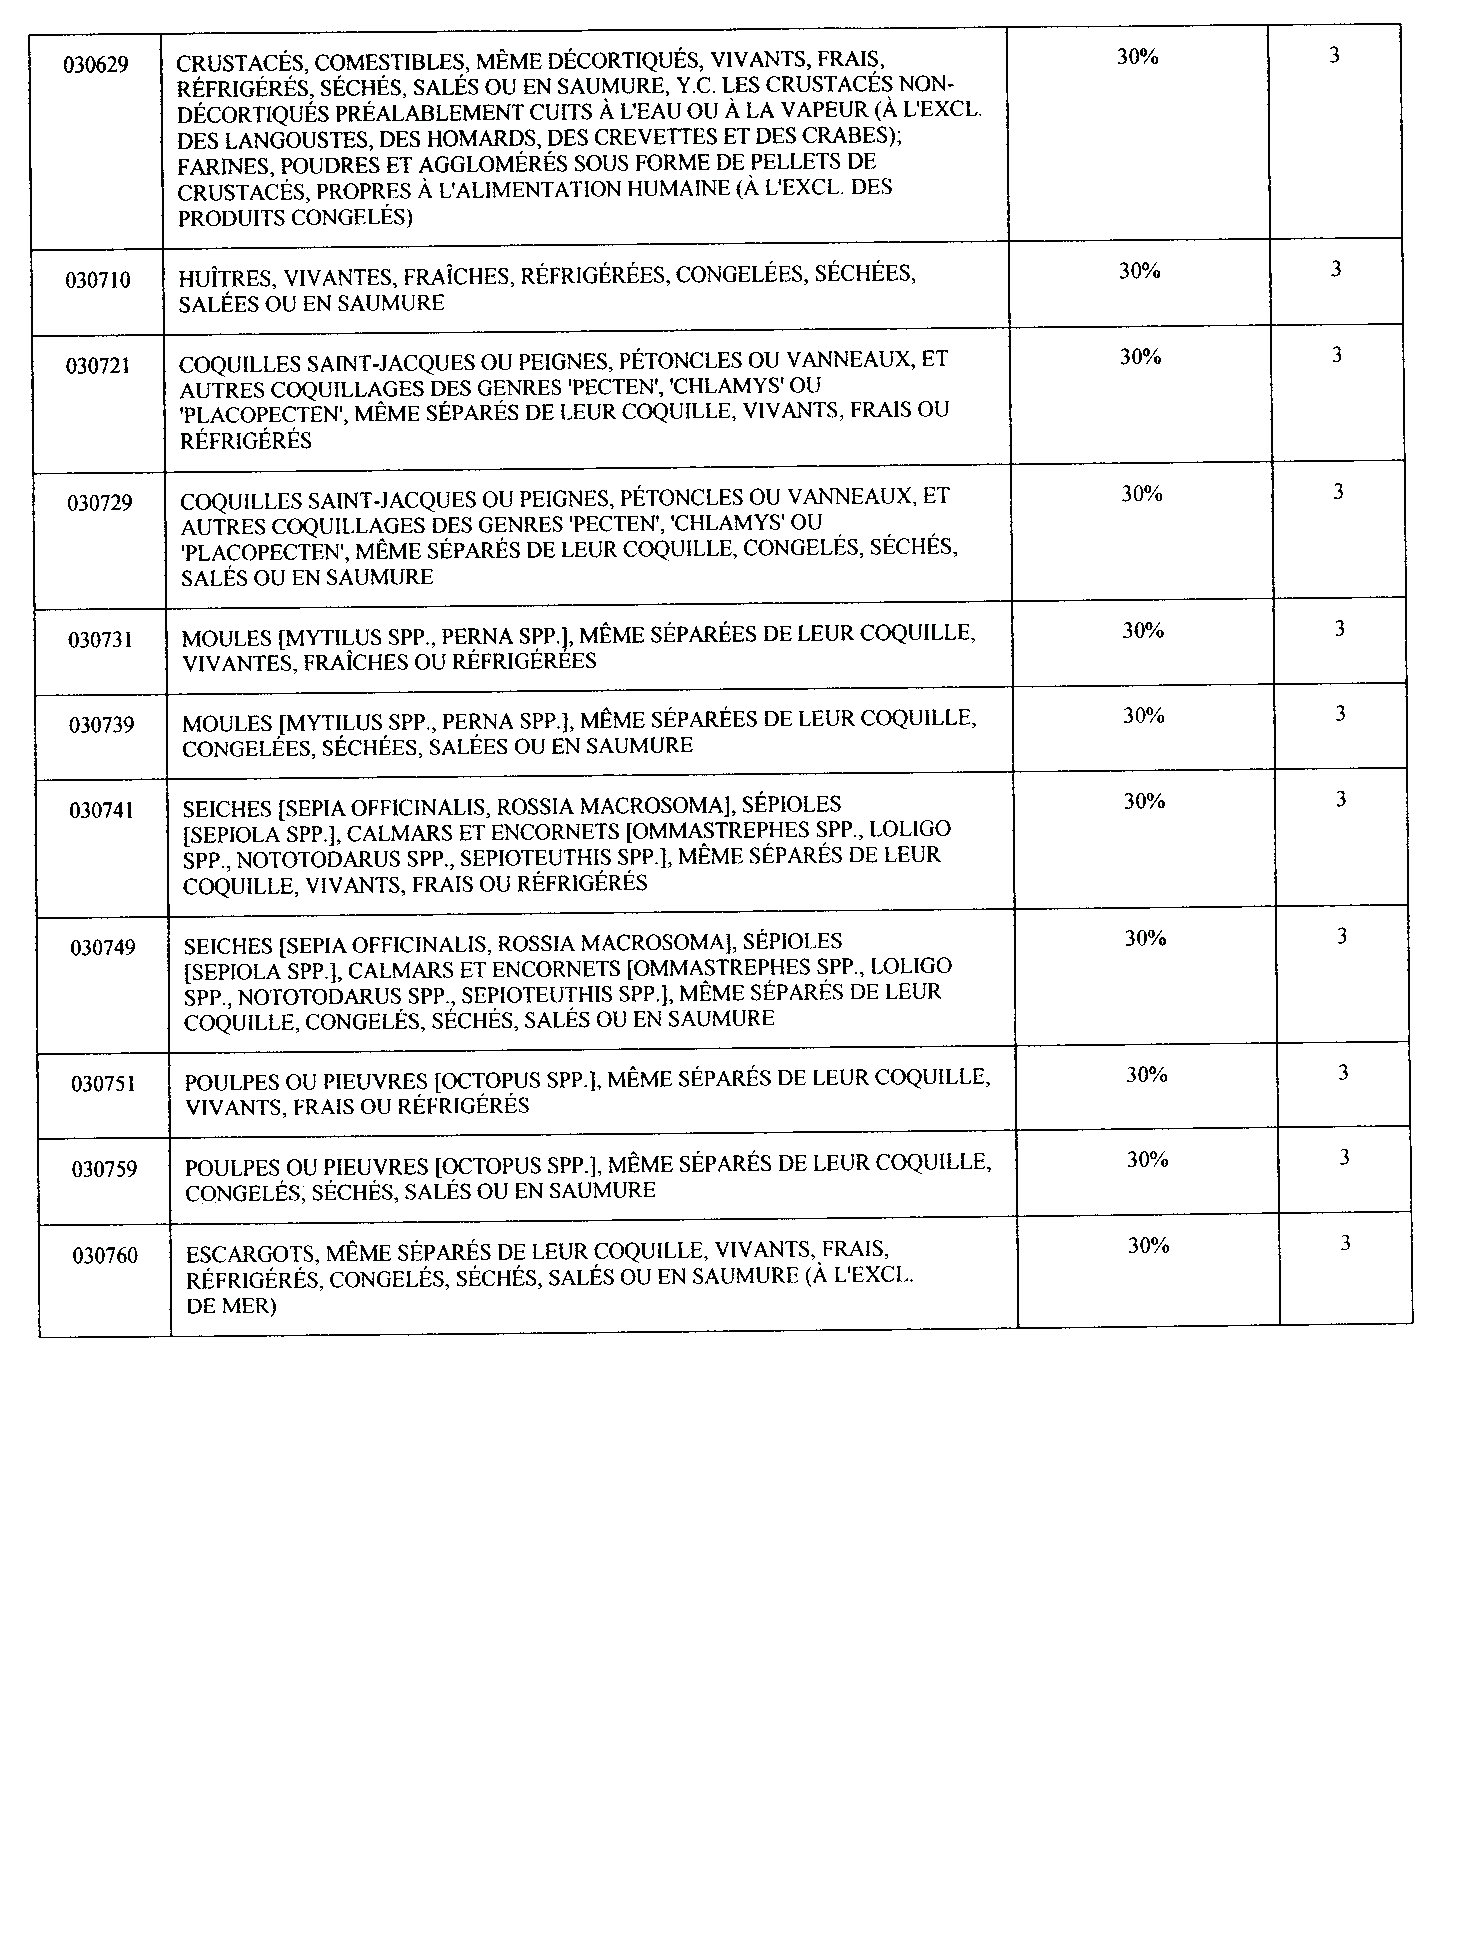 030629 CRUSTACÉS, COMESTIBLES, MÊME DÉCORTIQUÉS, VIVANTS, FRAIS, 30% 3
RÉFRIGÉRÉS, SÉCHÉS, SALÉS OU EN SAUMURE, Y.C. LES CRUSTACÉS NON-
DÉCORTIQUÉS PRÉALABLEMENT CUITS À L'EAU OU À LA VAPEUR (À L'EXCL.
DES LANGOUSTES, DES HOMARDS, DES CREVETTES ET DES CRABES);
FARINES, POUDRES ET AGGLOMÉRÉS SOUS FORME DE PELLETS DE
CRUSTACÉS, PROPRES À L'ALIMENTATION HUMAINE (À L'EXCL. DES
PRODUITS CONGELÉS)
030710 HUÎTRES, VIVANTES, FRAÎCHES, RÉFRIGÉRÉES, CONGELÉES, SÉCHÉES, 30% 3
SALÉES OU EN SAUMURE
030721 COQUILLES SAINT-JACQUES OU PEIGNES, PÉTONCLES OU VANNEAUX, ET 30% 3
AUTRES COQUILLAGES DES GENRES 'PECTEN', 'CHLAMYS' OU
'PLACOPECTEN', MÊME SÉPARÉS DE LEUR COQUILLE, VIVANTS, FRAIS OU
RÉFRIGÉRÉS
030729 COQUILLES SAINT-JACQUES OU PEIGNES, PÉTONCLES OU VANNEAUX, ET 30% 3
AUTRES COQUILLAGES DES GENRES 'PECTEN', 'CHLAMYS' OU
'PLACOPECTEN', MÊME SÉPARÉS DE LEUR COQUILLE, CONGELÉS, SÉCHÉS,
SALÉS OU EN SAUMURE
030731 MOULES [MYTILUS SPP., PERNA SPP.], MÊME SÉPARÉES DE LEUR COQUILLE, 30% 3
VIVANTES, FRAÎCHES OU RÉFRIGÉRÉES
030739 MOULES [MYTILUS SPP., PERNA SPP.], MÊME SÉPARÉES DE LEUR COQUILLE, 30% 3
CONGELÉES, SÉCHÉES, SALÉES OU EN SAUMURE
030741 SEICHES [SEPIA OFFICINALIS, ROSSIA MACROSOMA], SÉPIOLES 30% 3
[SEPIOLA SPP.], CALMARS ET ENCORNETS [OMMASTREPHES SPP., LOLIGO
SPP., NOTOTODARUS SPP., SEPIOTEUTHIS SPP.], MÊME SÉPARÉS DE LEUR
COQUILLE, VIVANTS, FRAIS OU RÉFRIGÉRÉS
030749 SEICHES [SEPIA OFFICINALIS, ROSSIA MACROSOMA], SÉPIOLES 30% 3
[SEPIOLA SPP.], CALMARS ET ENCORNETS [OMMASTREPHES SPP., LOLIGO
SPP., NOTOTODARUS SPP., SEPIOTEUTHIS SPP.], MÊME SÉPARÉS DE LEUR
COQUILLE, CONGELÉS, SÉCHÉS, SALÉS OU EN SAUMURE
030751 POULPES OU PIEUVRES [OCTOPUS SPP.], MÊME SÉPARÉS DE LEUR COQUILLE, 30% 3
VIVANTS, FRAIS OU RÉFRIGÉRÉS
030759 POULPES OU PIEUVRES [OCTOPUS SPP.], MÊME SÉPARÉS DE LEUR COQUILLE, 30% 3
CONGELÉS, SÉCHÉS, SALÉS OU EN SAUMURE
030760 ESCARGOTS, MÊME SÉPARÉS DE LEUR COQUILLE, VIVANTS, FRAIS, 30% 3
RÉFRIGÉRÉS, CONGELÉS, SÉCHÉS, SALÉS OU EN SAUMURE (À L'EXCL.
DE MER)